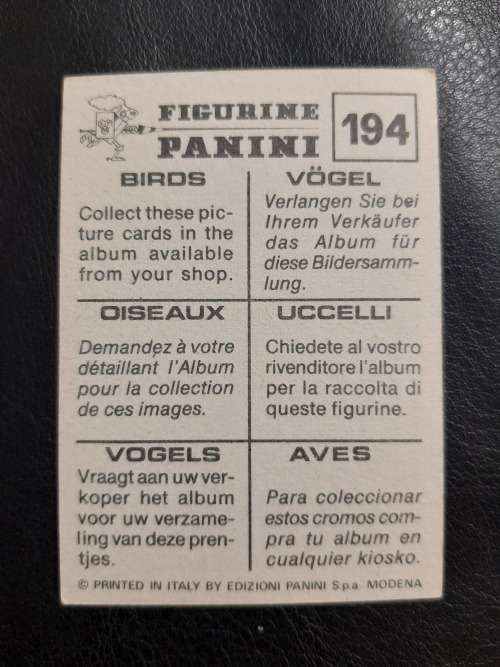 FIGURINE
PANINI
194
BIRDS
Collect these pic-
ture cards in the
album available
from your shop.
VÖGEL
Verlangen Sie bei
Ihrem Verkäufer
das Album für
diese Bildersamm-
lung.
OISEAUX
Demandez à votre
détaillant l'Album
pour la collection
de ces images.
UCCELLI
Chiedete al vostro
rivenditore l'album
per la raccolta di
queste figurine.
VOGELS
Vraagt aan uw ver-
koper het album
voor uw verzame-
ling van deze pren-
tjes.
AVES
Para coleccionar
estos cromos com-
pra tu album en
cualquier kiosko.
© PRINTED IN ITALY BY EDIZIONI PANINI S.p.a MODENA